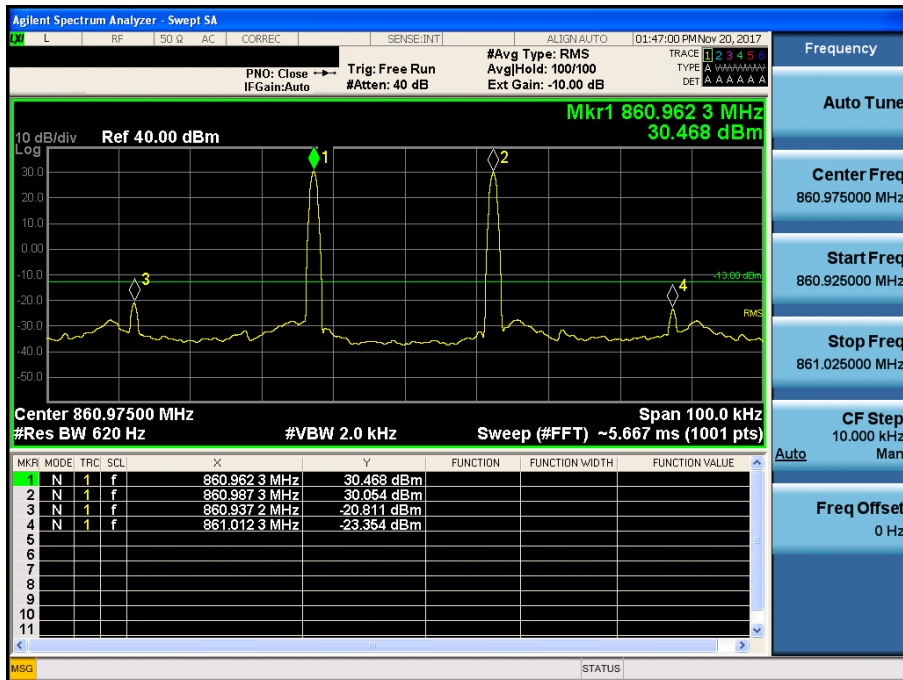 Agilent Spectrum Analyzer - Swept SA
LXI L RF 50 Ω AC CORREC SENSE:INT ALIGN AUTO 01:47:00 PM Nov 20, 2017
#Avg Type: RMS TRACE 1 2 3 4 5 6
PNO: Close Trig: Free Run Avg|Hold: 100/100 TYPE A WWWWW
IFGain:Auto #Atten: 40 dB Ext Gain: -10.00 dB DET A A A A A A
Mkr1 860.962 3 MHz
30.468 dBm
10 dB/div Ref 40.00 dBm
Log
1
2
30.0
20.0
10.0
0.00
-10.0
3
-13.00 dBm
4
-20.0
RMS
-30.0
-40.0
-50.0
Center 860.97500 MHz Span 100.0 kHz
#Res BW 620 Hz #VBW 2.0 kHz Sweep (#FFT) ~5.667 ms (1001 pts)
MKR MODE TRC SCL X Y FUNCTION FUNCTION WIDTH FUNCTION VALUE
1 N 1 f 860.962 3 MHz 30.468 dBm
2 N 1 f 860.987 3 MHz 30.054 dBm
3 N 1 f 860.937 2 MHz -20.811 dBm
4 N 1 f 861.012 3 MHz -23.354 dBm
5
6
7
8
9
10
11
MSG STATUS
Frequency
Auto Tune
Center Freq
860.975000 MHz
Start Freq
860.925000 MHz
Stop Freq
861.025000 MHz
CF Step
10.000 kHz
Auto Man
Freq Offset
0 Hz